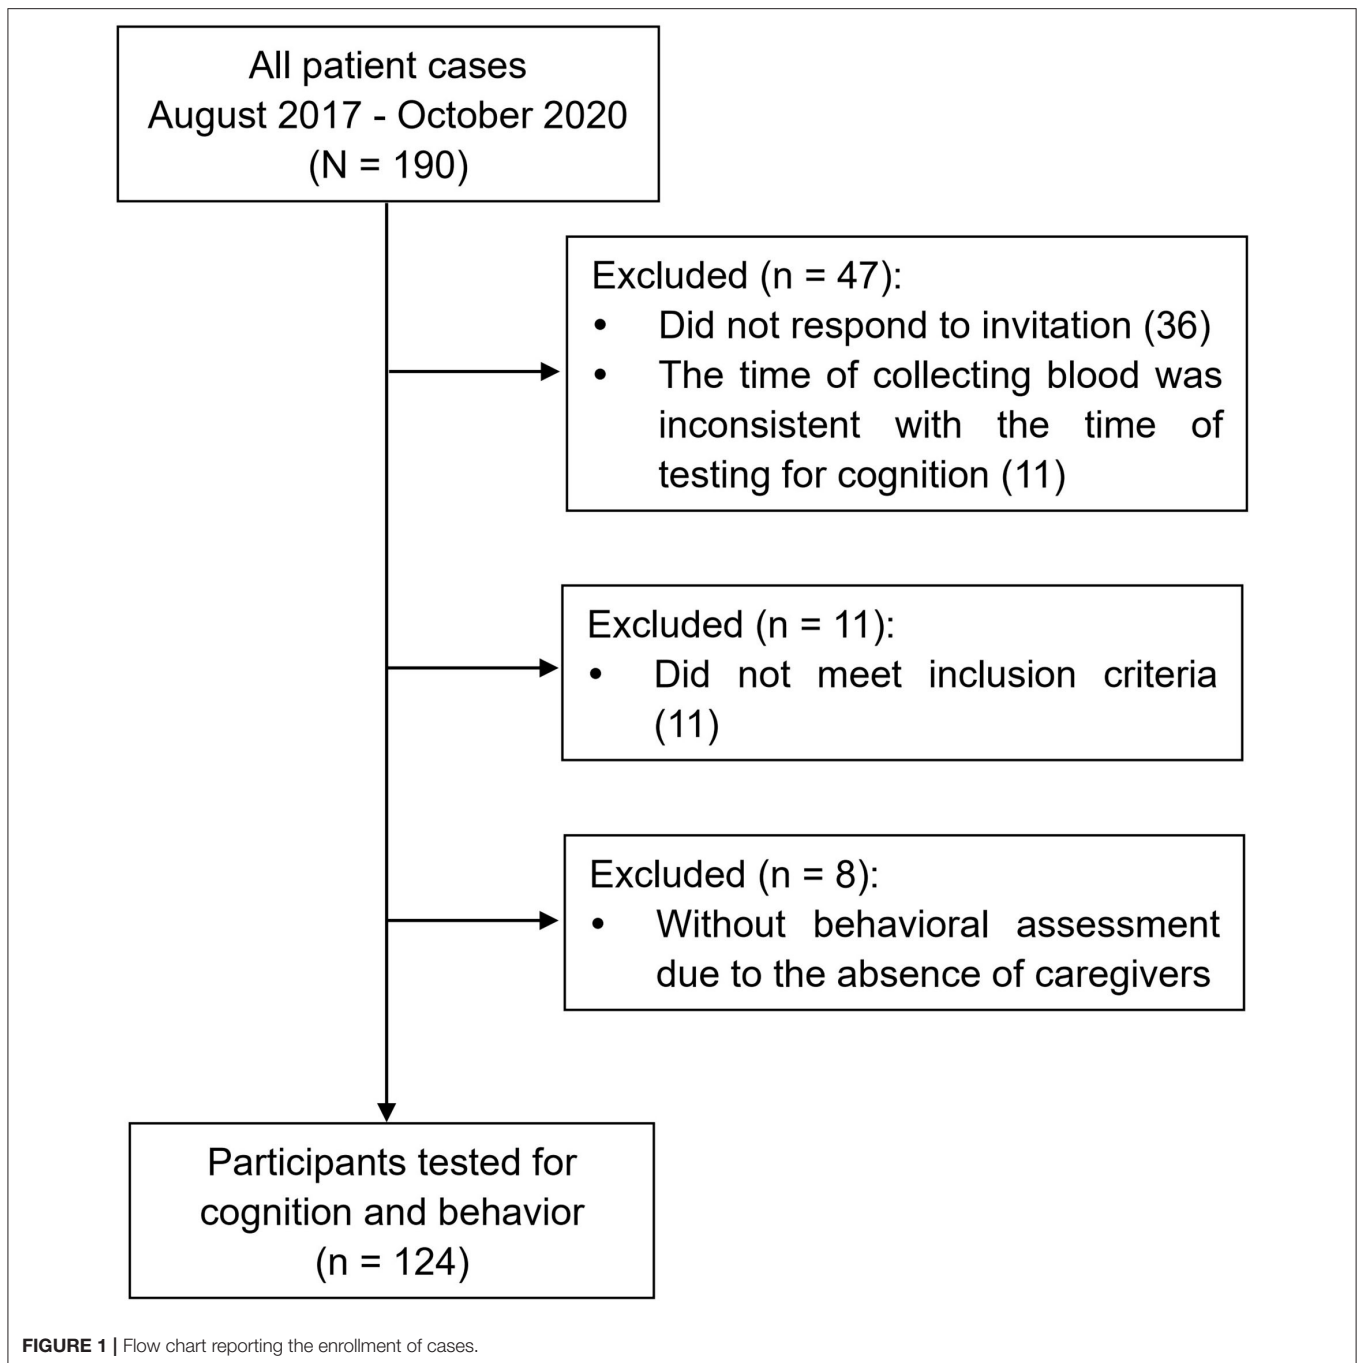 All patient cases
August 2017 - October 2020
(N = 190)
Excluded (n = 47):
• Did not respond to invitation (36)
• The time of collecting blood was
inconsistent with the time of
testing for cognition (11)
Excluded (n = 11):
• Did not meet inclusion criteria
(11)
Excluded (n = 8):
• Without behavioral assessment
due to the absence of caregivers
Participants tested for
cognition and behavior
(n = 124)
FIGURE 1 | Flow chart reporting the enrollment of cases.